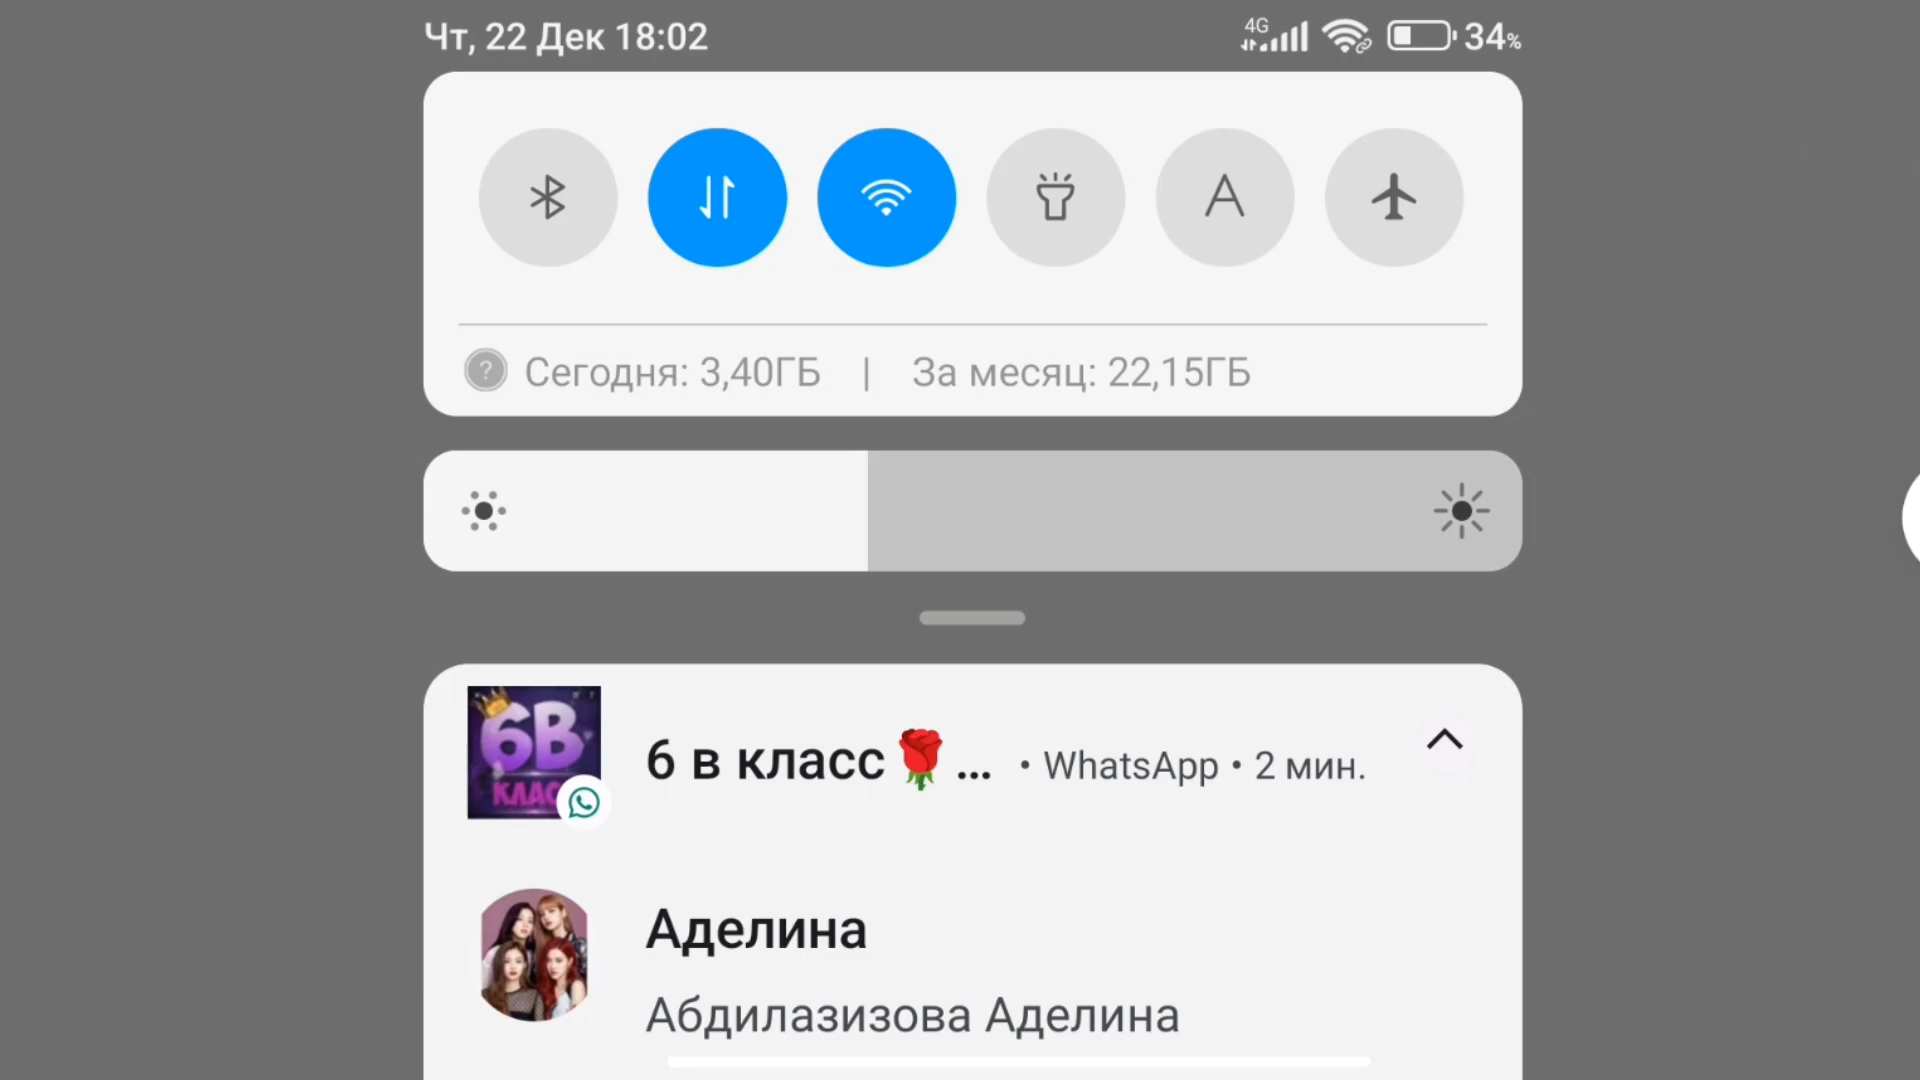 Чт, 22 Дек 18:02
4G
34%
A
? Сегодня: 3,40ГБ | За месяц: 22,15ГБ
6В
КЛАС
6 в класс🌹... • WhatsApp • 2 мин.
Аделина
Абдилазизова Аделина